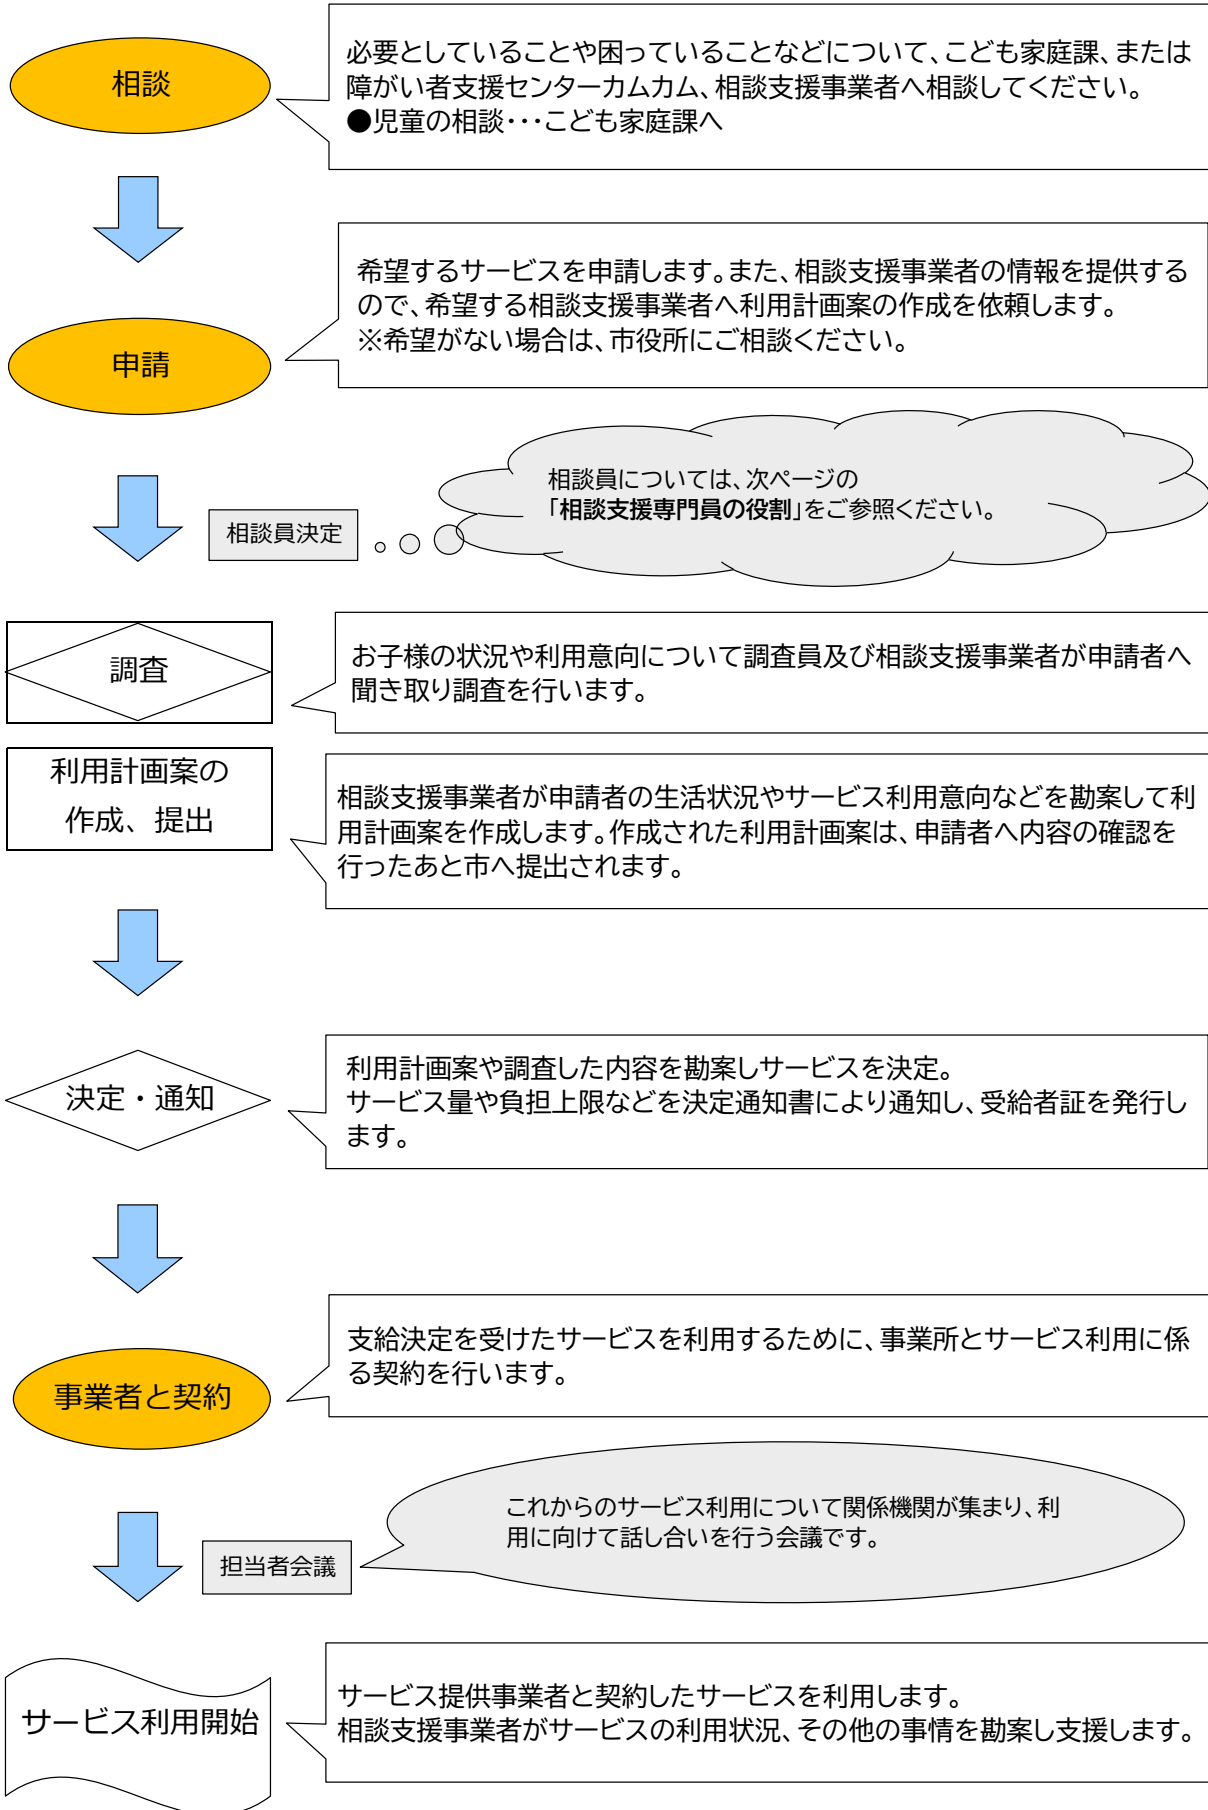 相談
必要としていることや困っていることなどについて、こども家庭課、または
障がい者支援センターカムカム、相談支援事業者へ相談してください。
●児童の相談・・・こども家庭課へ
申請
希望するサービスを申請します。また、相談支援事業者の情報を提供する
ので、希望する相談支援事業者へ利用計画案の作成を依頼します。
※希望がない場合は、市役所にご相談ください。
相談員については、次ページの
「相談支援専門員の役割」をご参照ください。
相談員決定
調査
お子様の状況や利用意向について調査員及び相談支援事業者が申請者へ
聞き取り調査を行います。
利用計画案の
作成、提出
相談支援事業者が申請者の生活状況やサービス利用意向などを勘案して利
用計画案を作成します。作成された利用計画案は、申請者へ内容の確認を
行ったあと市へ提出されます。
決定・通知
利用計画案や調査した内容を勘案しサービスを決定。
サービス量や負担上限などを決定通知書により通知し、受給者証を発行し
ます。
事業者と契約
支給決定を受けたサービスを利用するために、事業所とサービス利用に係
る契約を行います。
これからのサービス利用について関係機関が集まり、利
用に向けて話し合いを行う会議です。
担当者会議
サービス利用開始
サービス提供事業者と契約したサービスを利用します。
相談支援事業者がサービスの利用状況、その他の事情を勘案し支援します。